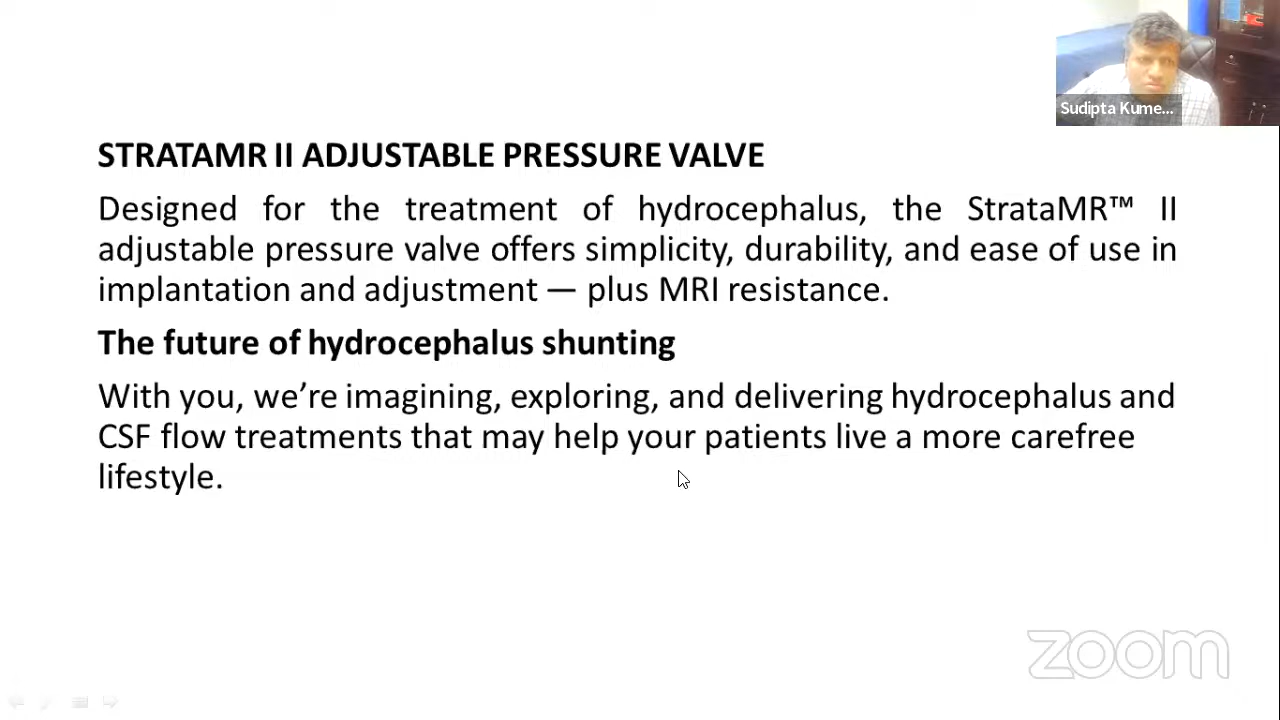 Sudipta Kume...
STRATAMR II ADJUSTABLE PRESSURE VALVE
Designed for the treatment of hydrocephalus, the StrataMR™ II
adjustable pressure valve offers simplicity, durability, and ease of use in
implantation and adjustment — plus MRI resistance.
The future of hydrocephalus shunting
With you, we’re imagining, exploring, and delivering hydrocephalus and
CSF flow treatments that may help your patients live a more carefree
lifestyle.
zoom